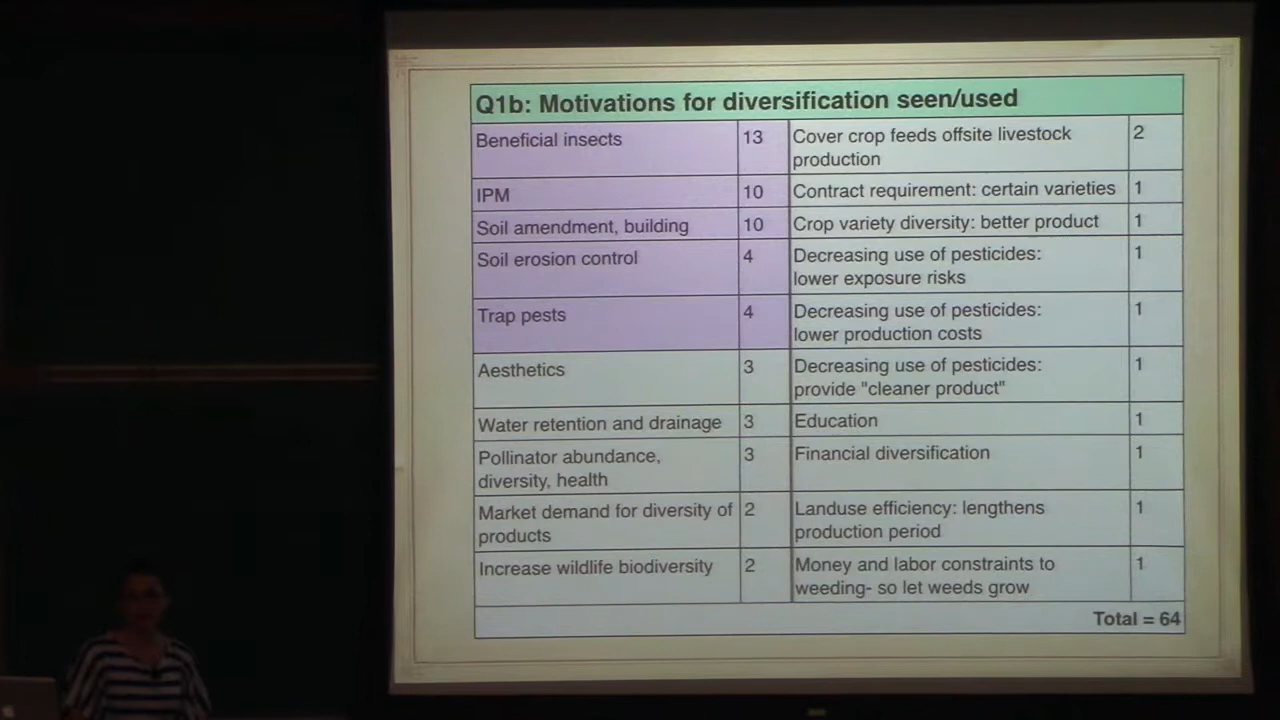 Q1b: Motivations for diversification seen/used
Beneficial insects 13
Cover crop feeds offsite livestock
production 2
IPM 10
Contract requirement: certain varieties 1
Soil amendment, building 10
Crop variety diversity: better product 1
Soil erosion control 4
Decreasing use of pesticides:
lower exposure risks 1
Trap pests 4
Decreasing use of pesticides:
lower production costs 1
Aesthetics 3
Decreasing use of pesticides:
provide "cleaner product" 1
Water retention and drainage 3
Education 1
Pollinator abundance,
diversity, health 3
Financial diversification 1
Market demand for diversity of
products 2
Landuse efficiency: lengthens
production period 1
Increase wildlife biodiversity 2
Money and labor constraints to
weeding- so let weeds grow 1
Total = 64